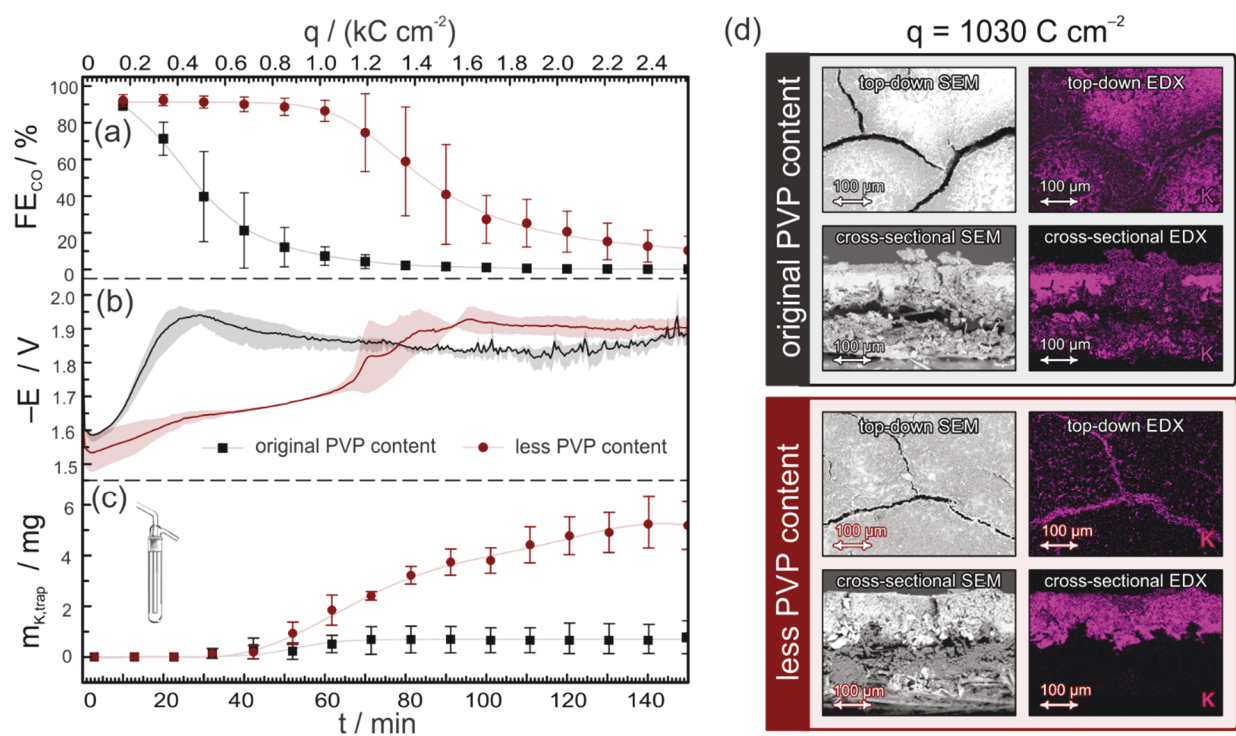 q / (kC cm⁻²)
0 0.2 0.4 0.6 0.8 1.0 1.2 1.4 1.6 1.8 2.0 2.2 2.4
(a)
FE_CO / %
100
80
60
40
20
0
(b)
−E / V
2.0
1.9
1.8
1.7
1.6
1.5
original PVP content
less PVP content
(c)
m_K,trap / mg
6
4
2
0
0 20 40 60 80 100 120 140
t / min
(d)
q = 1030 C cm⁻²
original PVP content
top-down SEM
100 µm
top-down EDX
100 µm
K
cross-sectional SEM
100 µm
cross-sectional EDX
100 µm
K
less PVP content
top-down SEM
100 µm
top-down EDX
100 µm
K
cross-sectional SEM
100 µm
cross-sectional EDX
100 µm
K